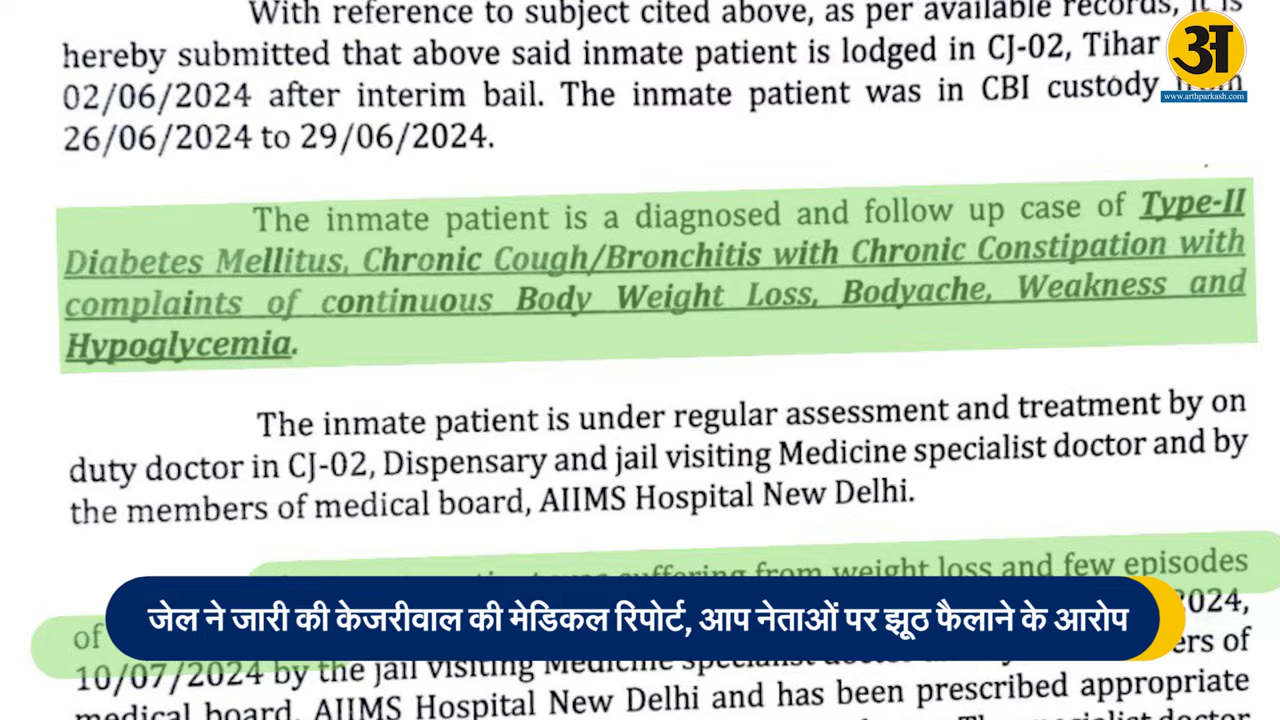 With reference to subject cited above, as per available records, it is
hereby submitted that above said inmate patient is lodged in CJ-02, Tihar
02/06/2024 after interim bail. The inmate patient was in CBI custody from
26/06/2024 to 29/06/2024.
अ
www.arthparkash.com
The inmate patient is a diagnosed and follow up case of Type-II
Diabetes Mellitus, Chronic Cough/Bronchitis with Chronic Constipation with
complaints of continuous Body Weight Loss, Bodyache, Weakness and
Hypoglycemia.
The inmate patient is under regular assessment and treatment by on
duty doctor in CJ-02, Dispensary and jail visiting Medicine specialist doctor and by
the members of medical board, AIIMS Hospital New Delhi.
suffering from weight loss and few episodes
of 2024,
जेल ने जारी की केजरीवाल की मेडिकल रिपोर्ट, आप नेताओं पर झूठ फैलाने के आरोप
10/07/2024 by the jail visiting Medicine specialist
medical board, AIIMS Hospital New Delhi and has been prescribed appropriate